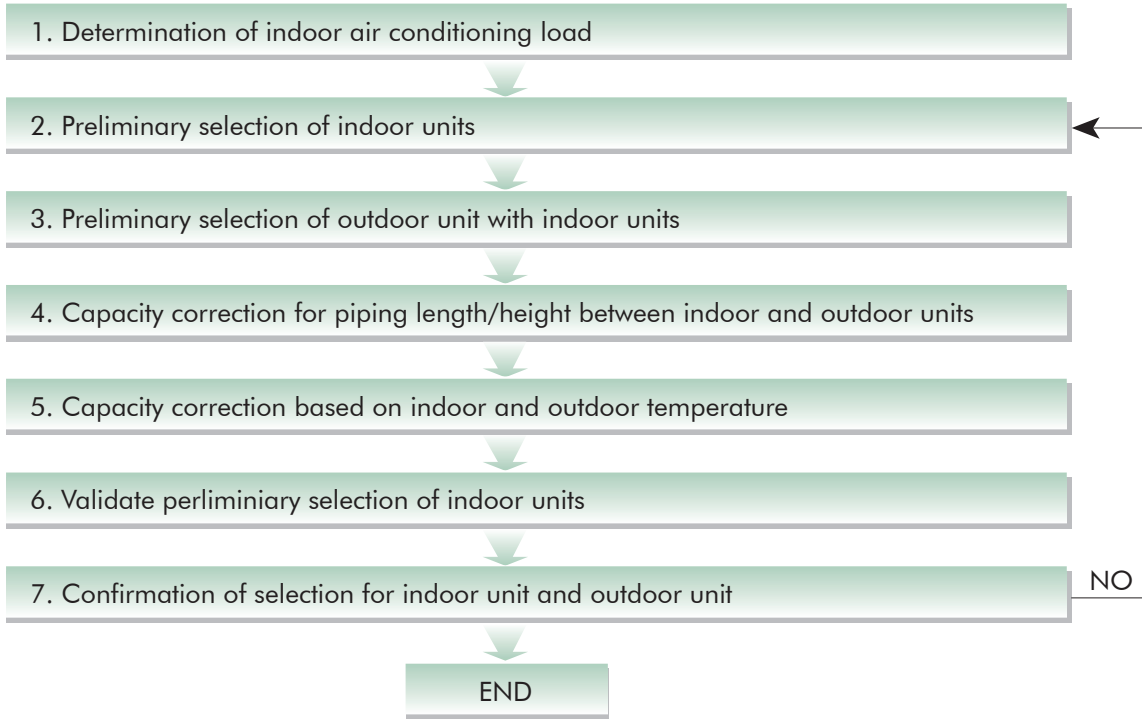 1. Determination of indoor air conditioning load
2. Preliminary selection of indoor units
3. Preliminary selection of outdoor unit with indoor units
4. Capacity correction for piping length/height between indoor and outdoor units
5. Capacity correction based on indoor and outdoor temperature
6. Validate perliminiary selection of indoor units
7. Confirmation of selection for indoor unit and outdoor unit
NO
END